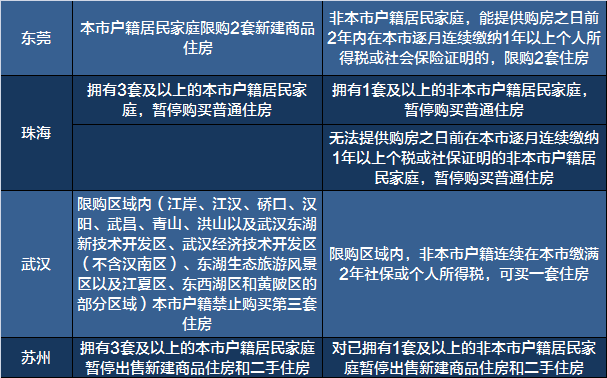 东莞
本市户籍居民家庭限购2套新建商品
住房
非本市户籍居民家庭，能提供购房之日前
2年内在本市逐月连续缴纳1年以上个人所
得税或社会保险证明的，限购2套住房
珠海
拥有3套及以上的本市户籍居民家
庭，暂停购买普通住房
拥有1套及以上的非本市户籍居民家庭，
暂停购买普通住房
无法提供购房之日前在本市逐月连续缴纳
1年以上个税或社保证明的非本市户籍居
民家庭，暂停购买普通住房
武汉
限购区域内（江岸、江汉、硚口、汉
阳、武昌、青山、洪山以及武汉东湖
新技术开发区、武汉经济技术开发区
（不含汉南区）、东湖生态旅游风景
区以及江夏区、东西湖区和黄陂区的
部分区域）本市户籍禁止购买第三套
住房
限购区域内，非本市户籍连续在本市缴满
2年社保或个人所得税，可买一套住房
苏州
拥有3套及以上的本市户籍居民家庭
暂停出售新建商品住房和二手住房
对已拥有1套及以上的非本市户籍居民家
庭暂停出售新建商品住房和二手住房